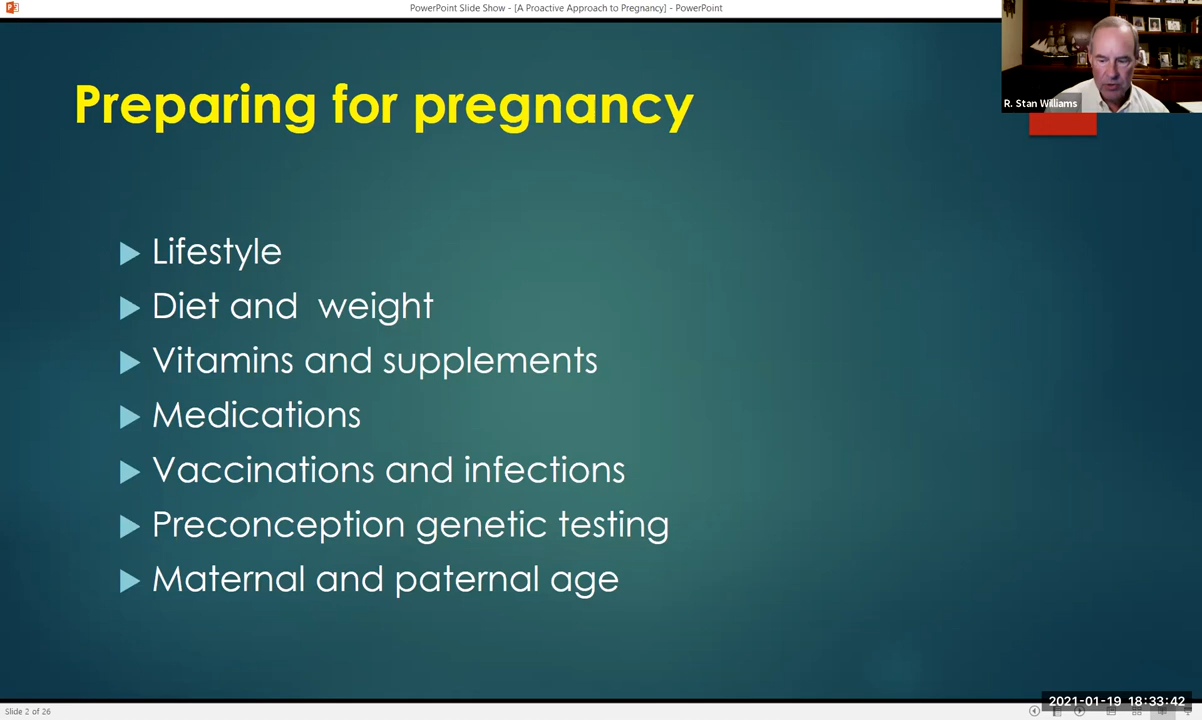 PowerPoint Slide Show - [A Proactive Approach to Pregnancy] - PowerPoint
R. Stan Williams
Preparing for pregnancy
Lifestyle
Diet and  weight
Vitamins and supplements
Medications
Vaccinations and infections
Preconception genetic testing
Maternal and paternal age
2021-01-19 18:33:42
Slide 2 of 26